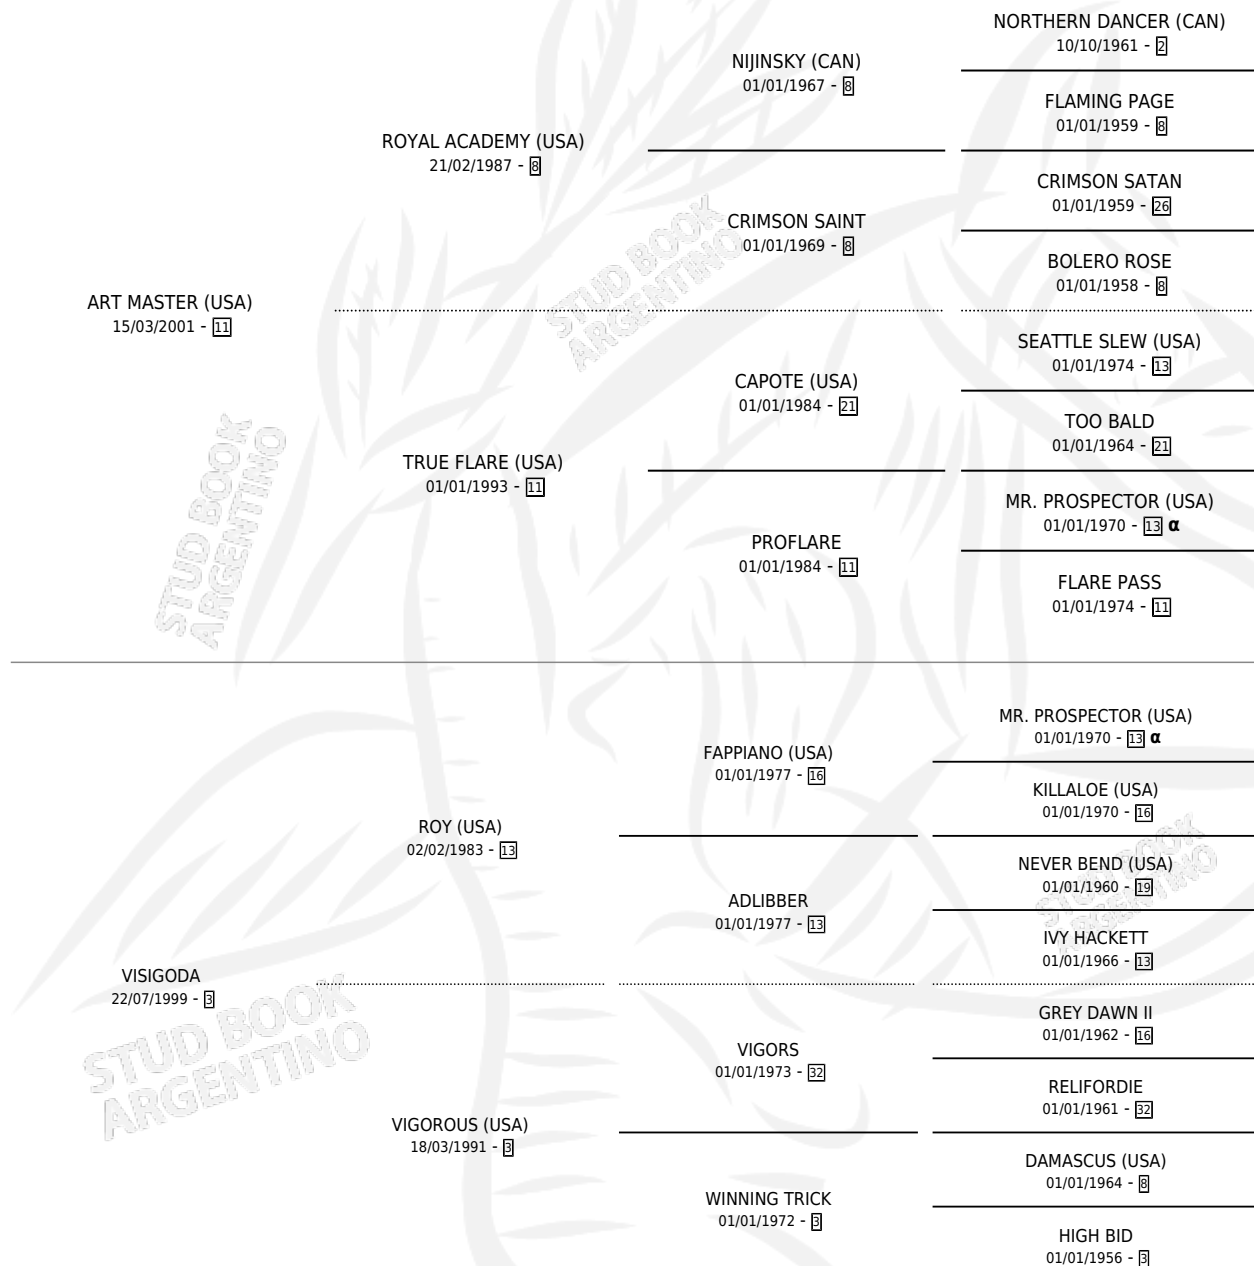 NORTHERN DANCER (CAN)
10/10/1961 - 2
NIJINSKY (CAN)
01/01/1967 - 8
FLAMING PAGE
01/01/1959 - 8
ROYAL ACADEMY (USA)
21/02/1987 - 8
CRIMSON SATAN
01/01/1959 - 26
CRIMSON SAINT
01/01/1969 - 8
BOLERO ROSE
01/01/1958 - 8
ART MASTER (USA)
15/03/2001 - 11
SEATTLE SLEW (USA)
01/01/1974 - 13
CAPOTE (USA)
01/01/1984 - 21
TOO BALD
01/01/1964 - 21
TRUE FLARE (USA)
01/01/1993 - 11
MR. PROSPECTOR (USA)
01/01/1970 - 13 α
PROFLARE
01/01/1984 - 11
FLARE PASS
01/01/1974 - 11
MR. PROSPECTOR (USA)
01/01/1970 - 13 α
FAPPIANO (USA)
01/01/1977 - 16
KILLALOE (USA)
01/01/1970 - 16
ROY (USA)
02/02/1983 - 13
NEVER BEND (USA)
01/01/1960 - 19
ADLIBBER
01/01/1977 - 13
IVY HACKETT
01/01/1966 - 13
VISIGODA
22/07/1999 - 3
GREY DAWN II
01/01/1962 - 16
VIGORS
01/01/1973 - 32
RELIFORDIE
01/01/1961 - 32
VIGOROUS (USA)
18/03/1991 - 3
DAMASCUS (USA)
01/01/1964 - 8
WINNING TRICK
01/01/1972 - 3
HIGH BID
01/01/1956 - 3
STUD BOOK
ARGENTINO
STUD BOOK
ARGENTINO
STUD BOOK
ARGENTINO
STUD BOOK
ARGENTINO